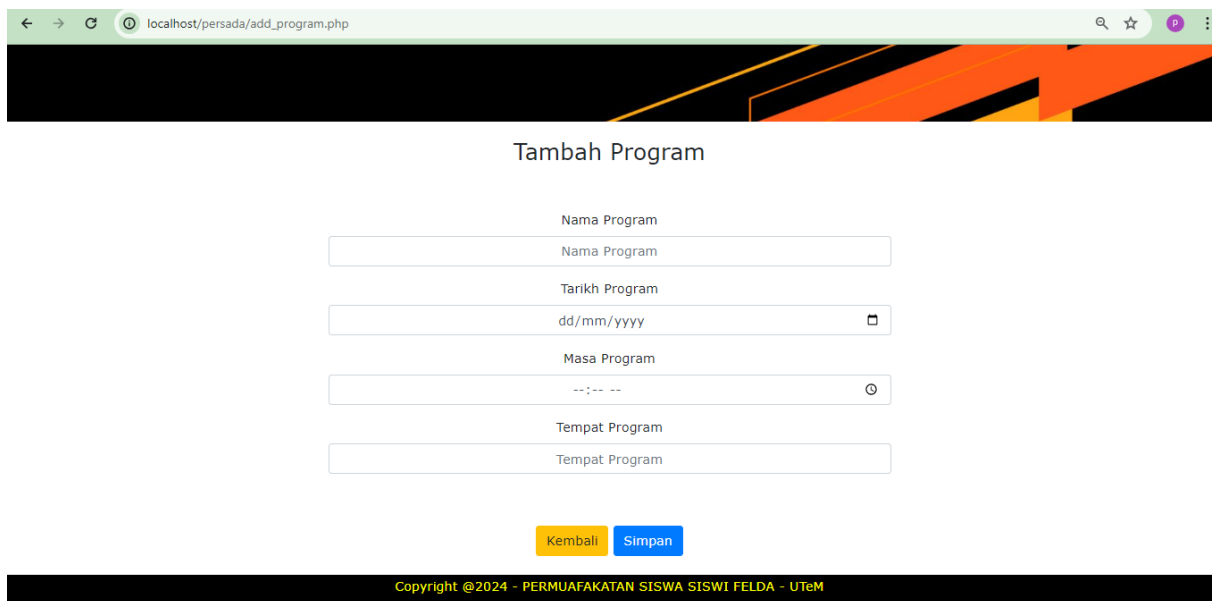 localhost/persada/add_program.php
P
Tambah Program
Nama Program
Nama Program
Tarikh Program
dd/mm/yyyy
Masa Program
--:-- --
Tempat Program
Tempat Program
Kembali Simpan
Copyright @2024 - PERMUAFAKATAN SISWA SISWI FELDA - UTeM